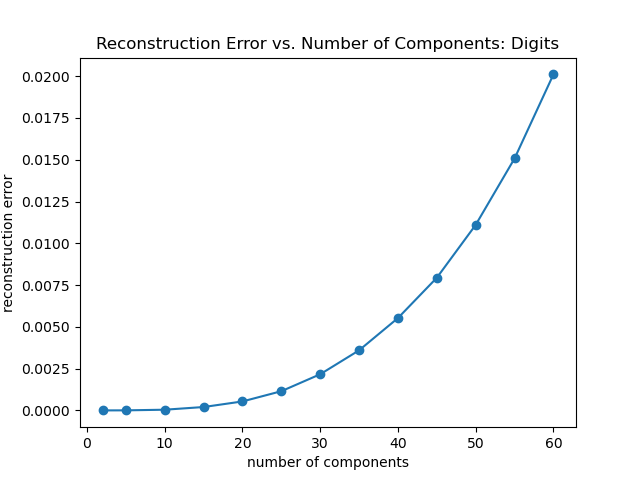 Reconstruction Error vs. Number of Components: Digits
0.0200
0.0175
0.0150
0.0125
0.0100
0.0075
0.0050
0.0025
0.0000
reconstruction error
0 10 20 30 40 50 60
number of components